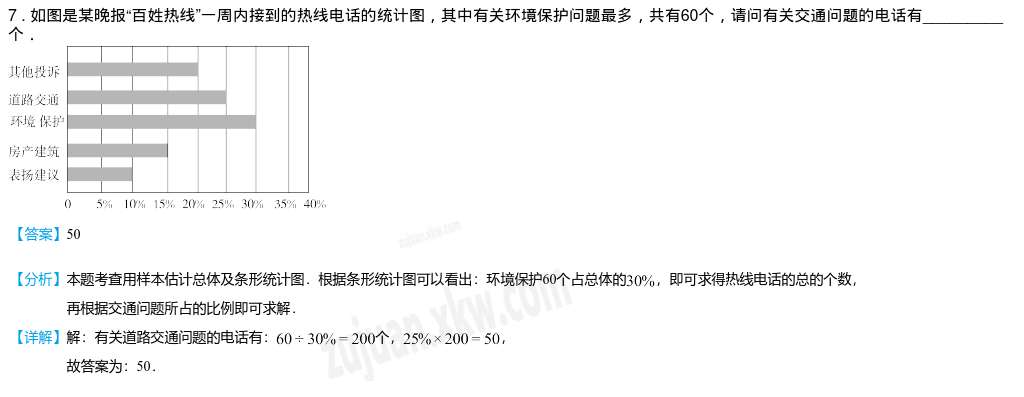 7．如图是某晚报“百姓热线”一周内接到的热线电话的统计图，其中有关环境保护问题最多，共有60个，请问有关交通问题的电话有__________
个．
其他投诉
道路交通
环境 保护
房产建筑
表扬建议
0 5% 10% 15% 20% 25% 30% 35% 40%
【答案】50
【分析】本题考查用样本估计总体及条形统计图．根据条形统计图可以看出：环境保护60个占总体的30%，即可求得热线电话的总的个数，
再根据交通问题所占的比例即可求解．
【详解】解：有关道路交通问题的电话有：60÷30%=200个，25%×200=50，
故答案为：50．
zujuan.xkw.com
zujuan.xkw.com